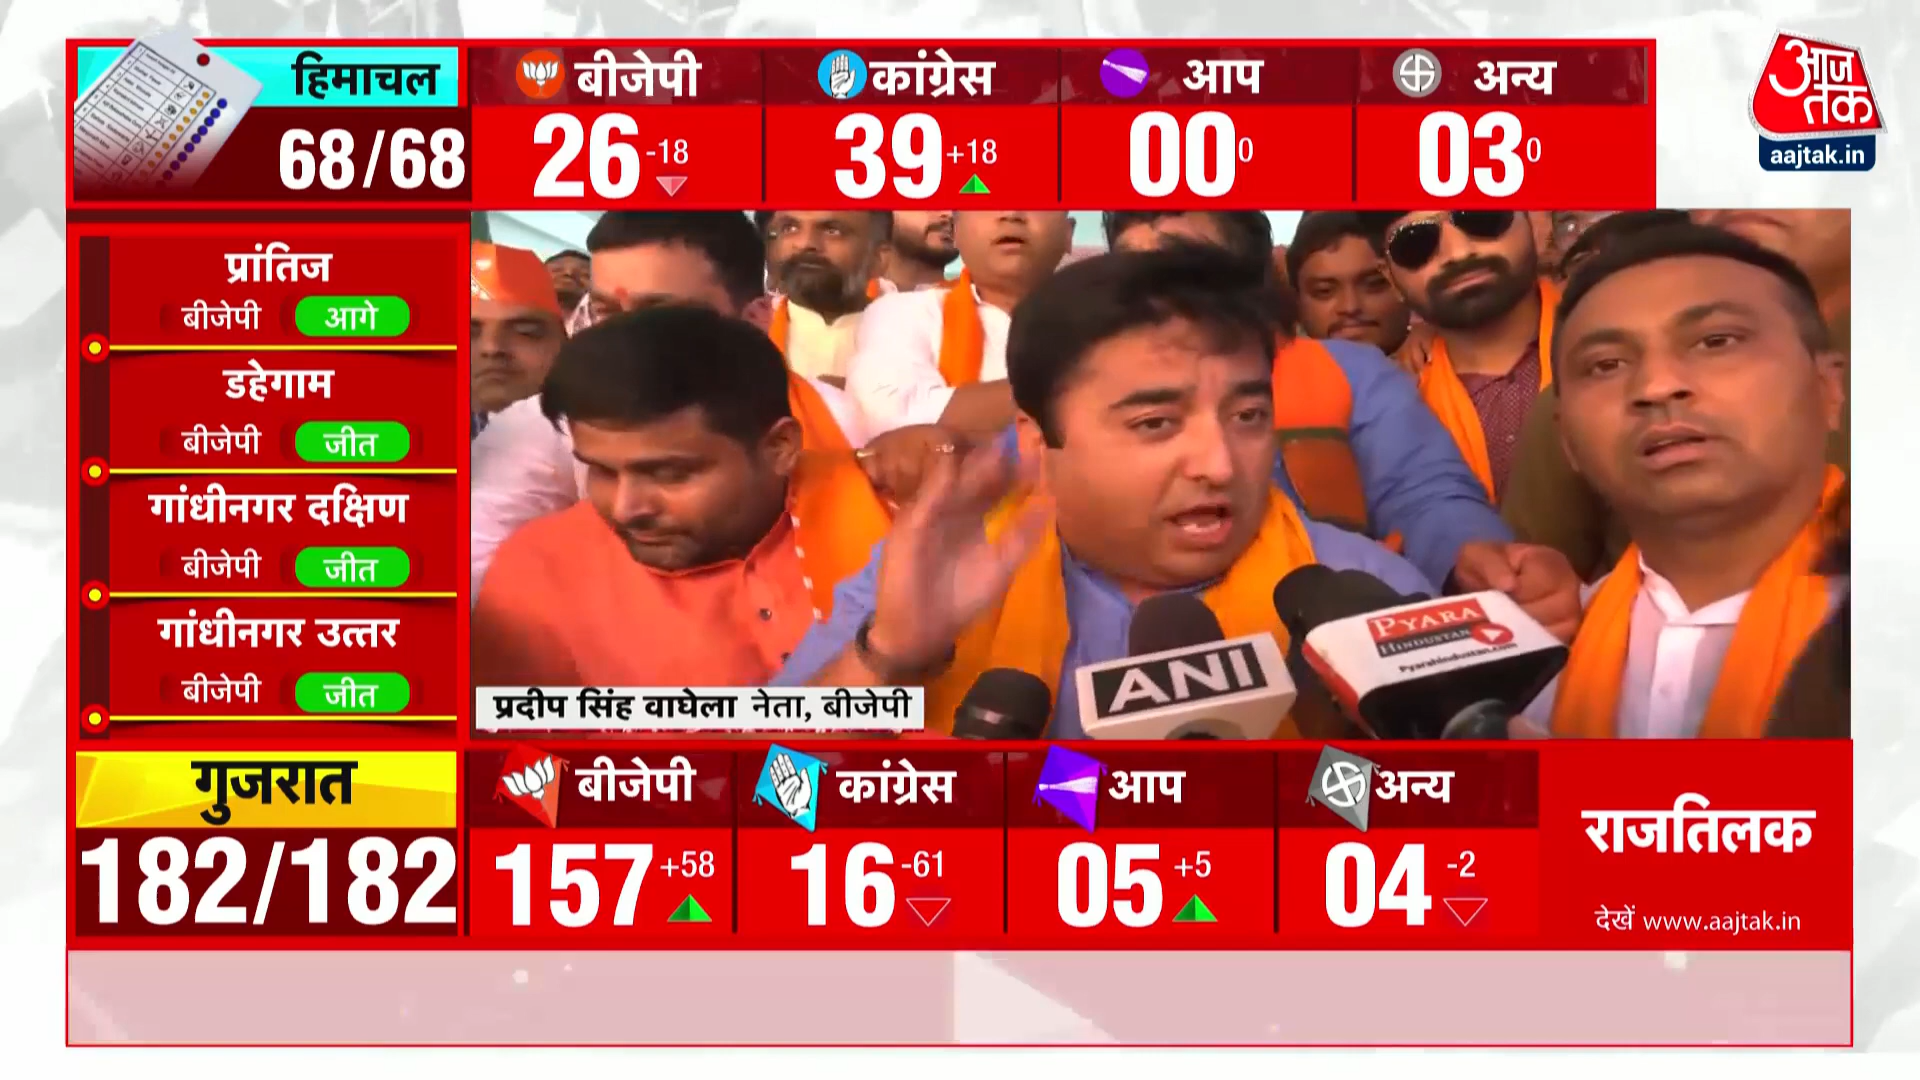 हिमाचल
68/68
बीजेपी
26 -18
कांग्रेस
39 +18
आप
00 0
अन्य
03 0
आज
तक
aajtak.in
प्रांतिज
बीजेपी आगे
डहेगाम
बीजेपी जीत
गांधीनगर दक्षिण
बीजेपी जीत
गांधीनगर उत्तर
बीजेपी जीत
ANI
PYARA
HINDUSTAN
Pyarahindustan.com
प्रदीप सिंह वाघेला नेता, बीजेपी
गुजरात
182/182
बीजेपी
157 +58
कांग्रेस
16 -61
आप
05 +5
अन्य
04 -2
राजतिलक
देखें www.aajtak.in